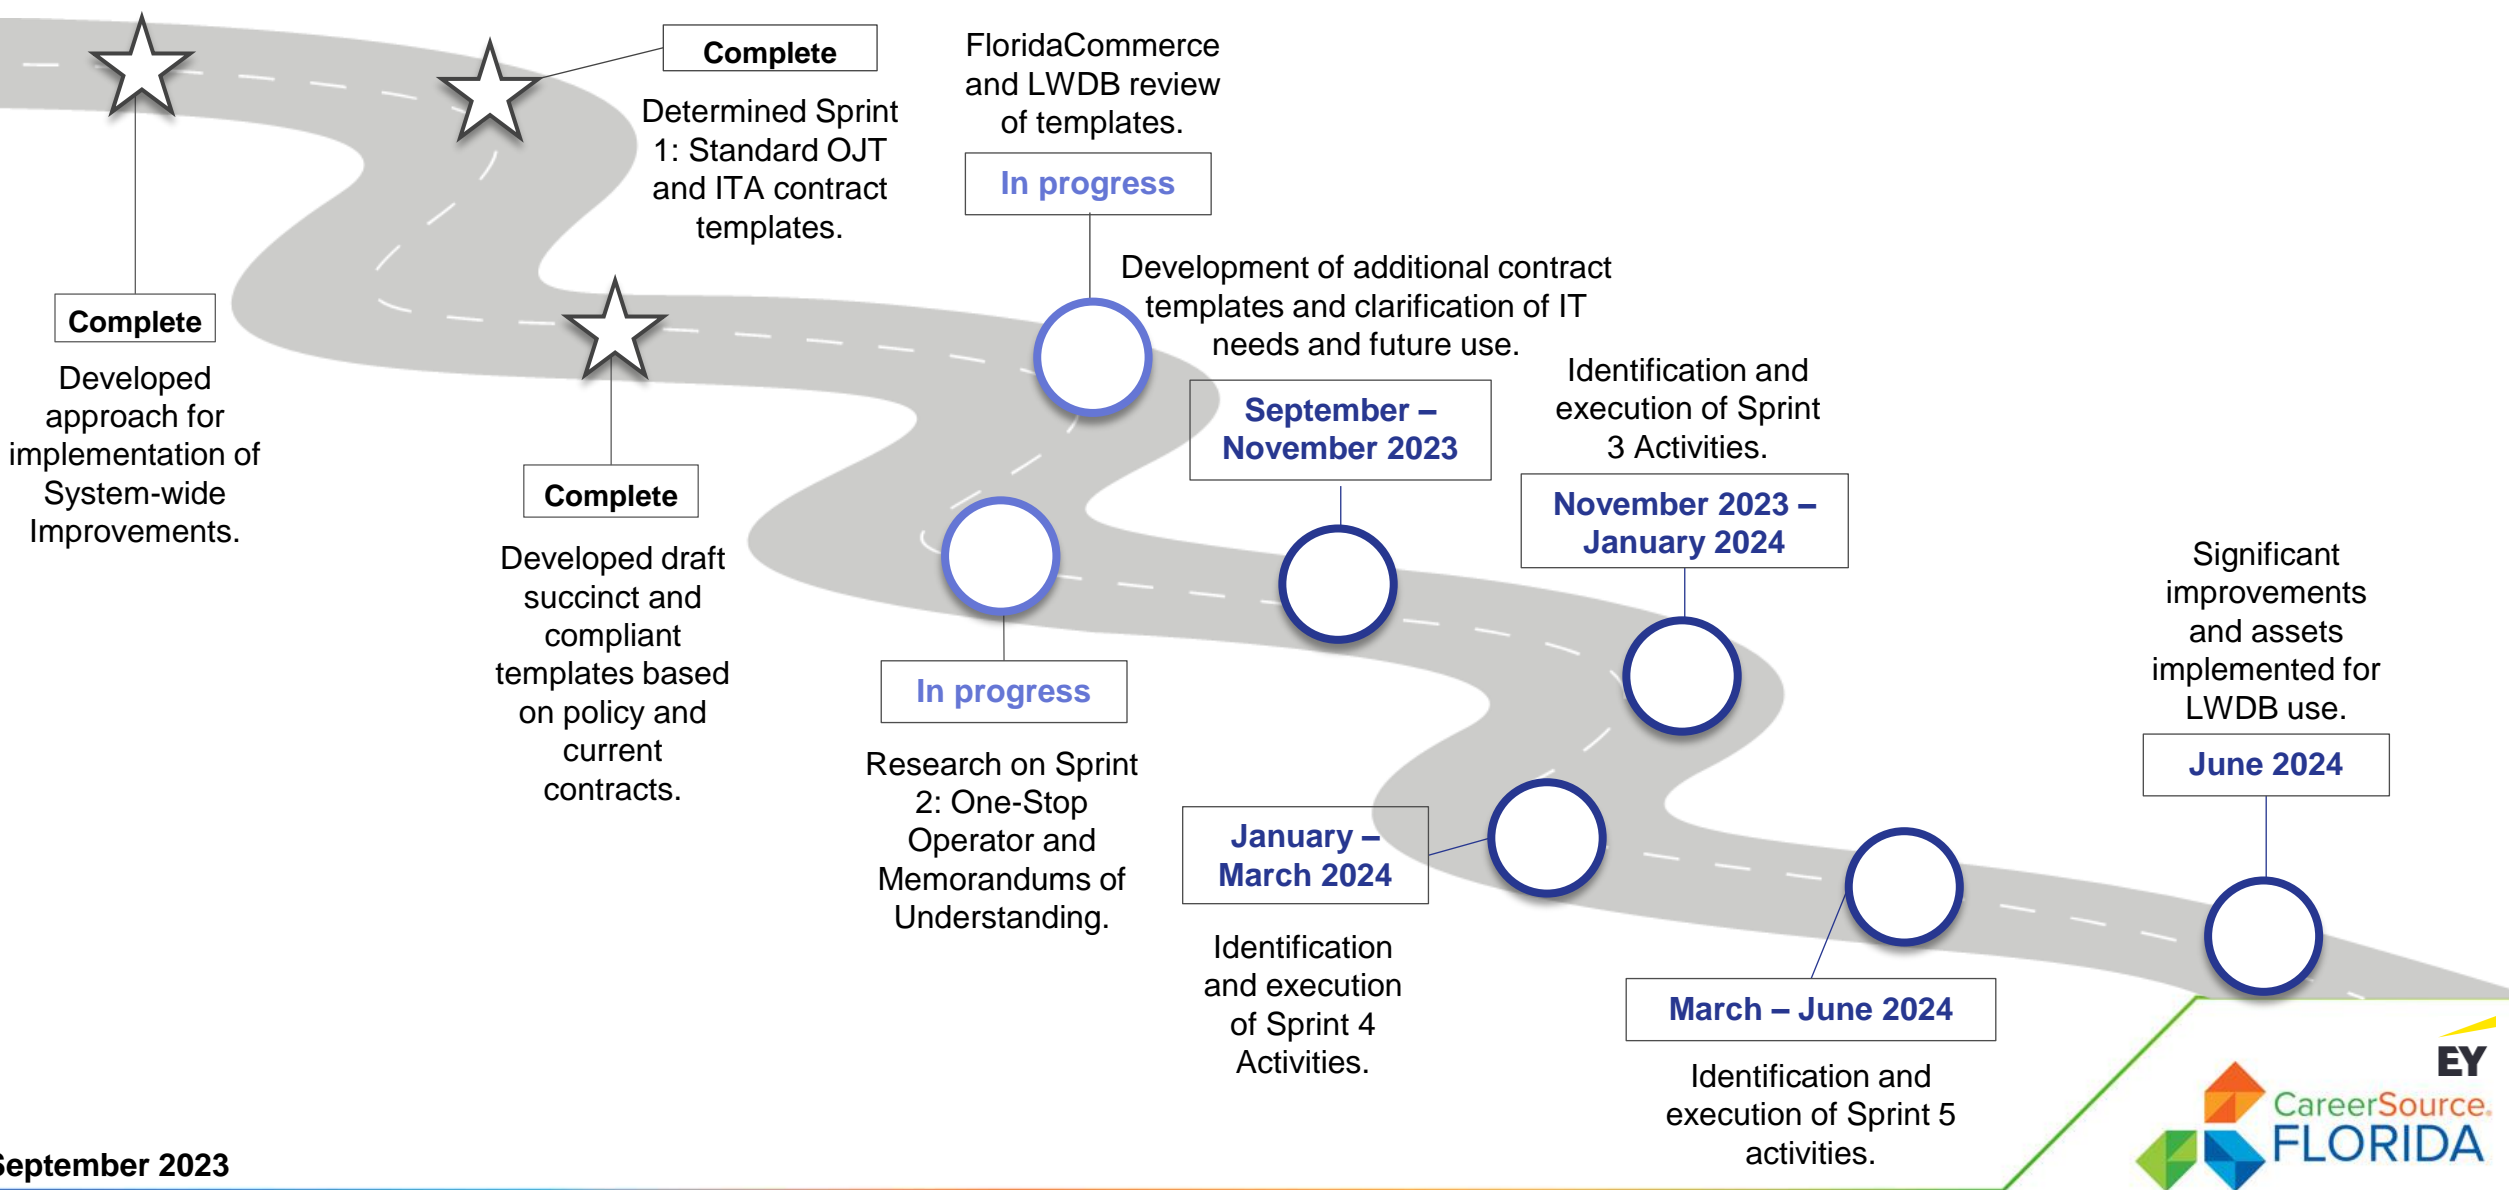 Complete
Developed
approach for
implementation of
System-wide
Improvements.
Complete
Determined Sprint
1: Standard OJT
and ITA contract
templates.
Complete
Developed draft
succinct and
compliant
templates based
on policy and
current
contracts.
FloridaCommerce
and LWDB review
of templates.
In progress
In progress
Research on Sprint
2: One-Stop
Operator and
Memorandums of
Understanding.
Development of additional contract
templates and clarification of IT
needs and future use.
September –
November 2023
Identification and
execution of Sprint
3 Activities.
November 2023 –
January 2024
January –
March 2024
Identification
and execution
of Sprint 4
Activities.
March – June 2024
Identification and
execution of Sprint 5
activities.
Significant
improvements
and assets
implemented for
LWDB use.
June 2024
EY
CareerSource.
FLORIDA
September 2023